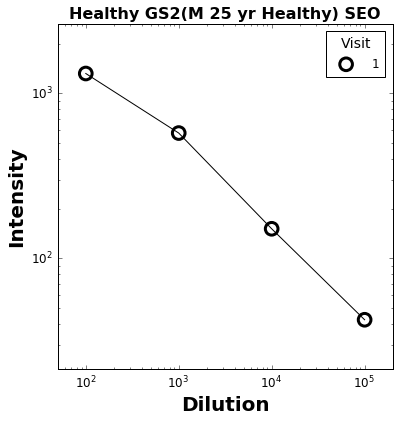 Healthy GS2(M 25 yr Healthy) SEO
Visit
1
10³
10²
Intensity
10² 10³ 10⁴ 10⁵
Dilution